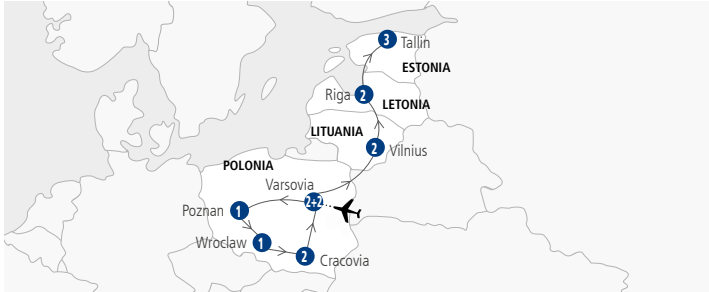 3 Tallin
ESTONIA
Riga 2
LETONIA
LITUANIA
2 Vilnius
POLONIA
Varsovia
2+2
Poznan 1
Wroclaw 1
2 Cracovia